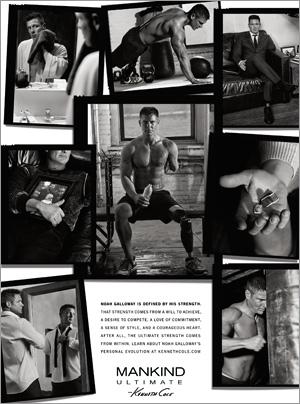 NOAH GALLOWAY IS DEFINED BY HIS STRENGTH.
THAT STRENGTH COMES FROM A WILL TO ACHIEVE,
A DESIRE TO COMPETE, A LOVE OF COMMITMENT,
A SENSE OF STYLE, AND A COURAGEOUS HEART.
AFTER ALL, THE ULTIMATE STRENGTH COMES
FROM WITHIN. LEARN ABOUT NOAH GALLOWAY'S
PERSONAL EVOLUTION AT KENNETHCOLE.COM
MANKIND
ULTIMATE
Kenneth Cole